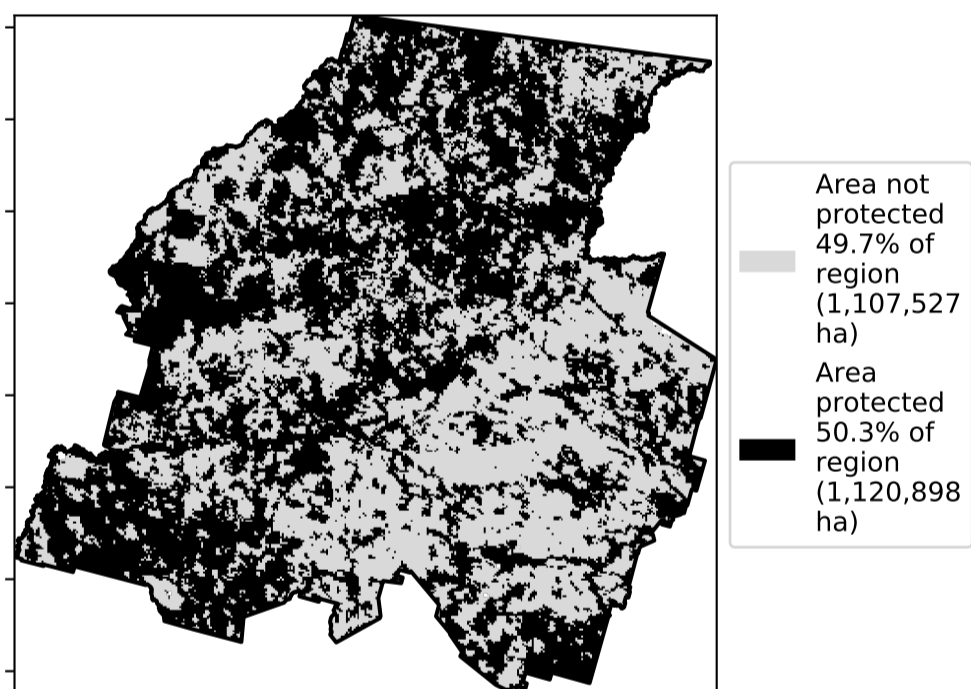 Area not
protected
49.7% of
region
(1,107,527
ha)
Area
protected
50.3% of
region
(1,120,898
ha)